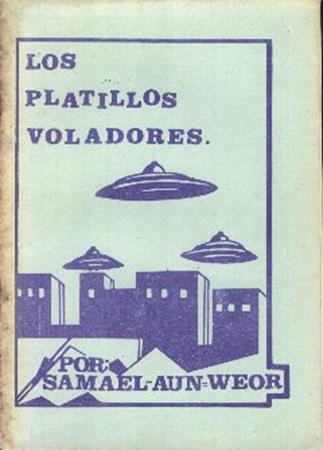 LOS
PLATILLOS
VOLADORES.
POR:
SAMAEL-AUN=WEOR